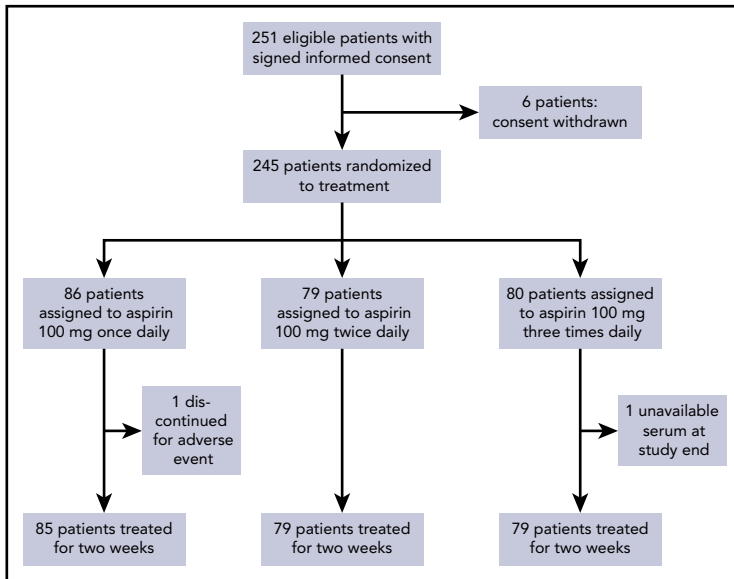 251 eligible patients with
signed informed consent
6 patients:
consent withdrawn
245 patients randomized
to treatment
86 patients
assigned to aspirin
100 mg once daily
79 patients
assigned to aspirin
100 mg twice daily
80 patients assigned
to aspirin 100 mg
three times daily
1 dis-
continued
for adverse
event
1 unavailable
serum at
study end
85 patients treated
for two weeks
79 patients treated
for two weeks
79 patients treated
for two weeks